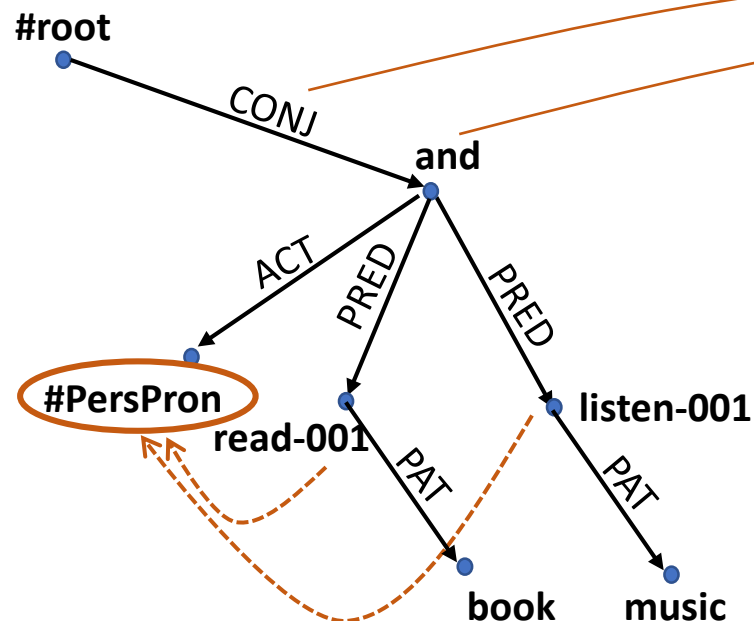 #root
CONJ
and
ACT
PRED
PRED
#PersPron
read-001
listen-001
PAT
PAT
book
music